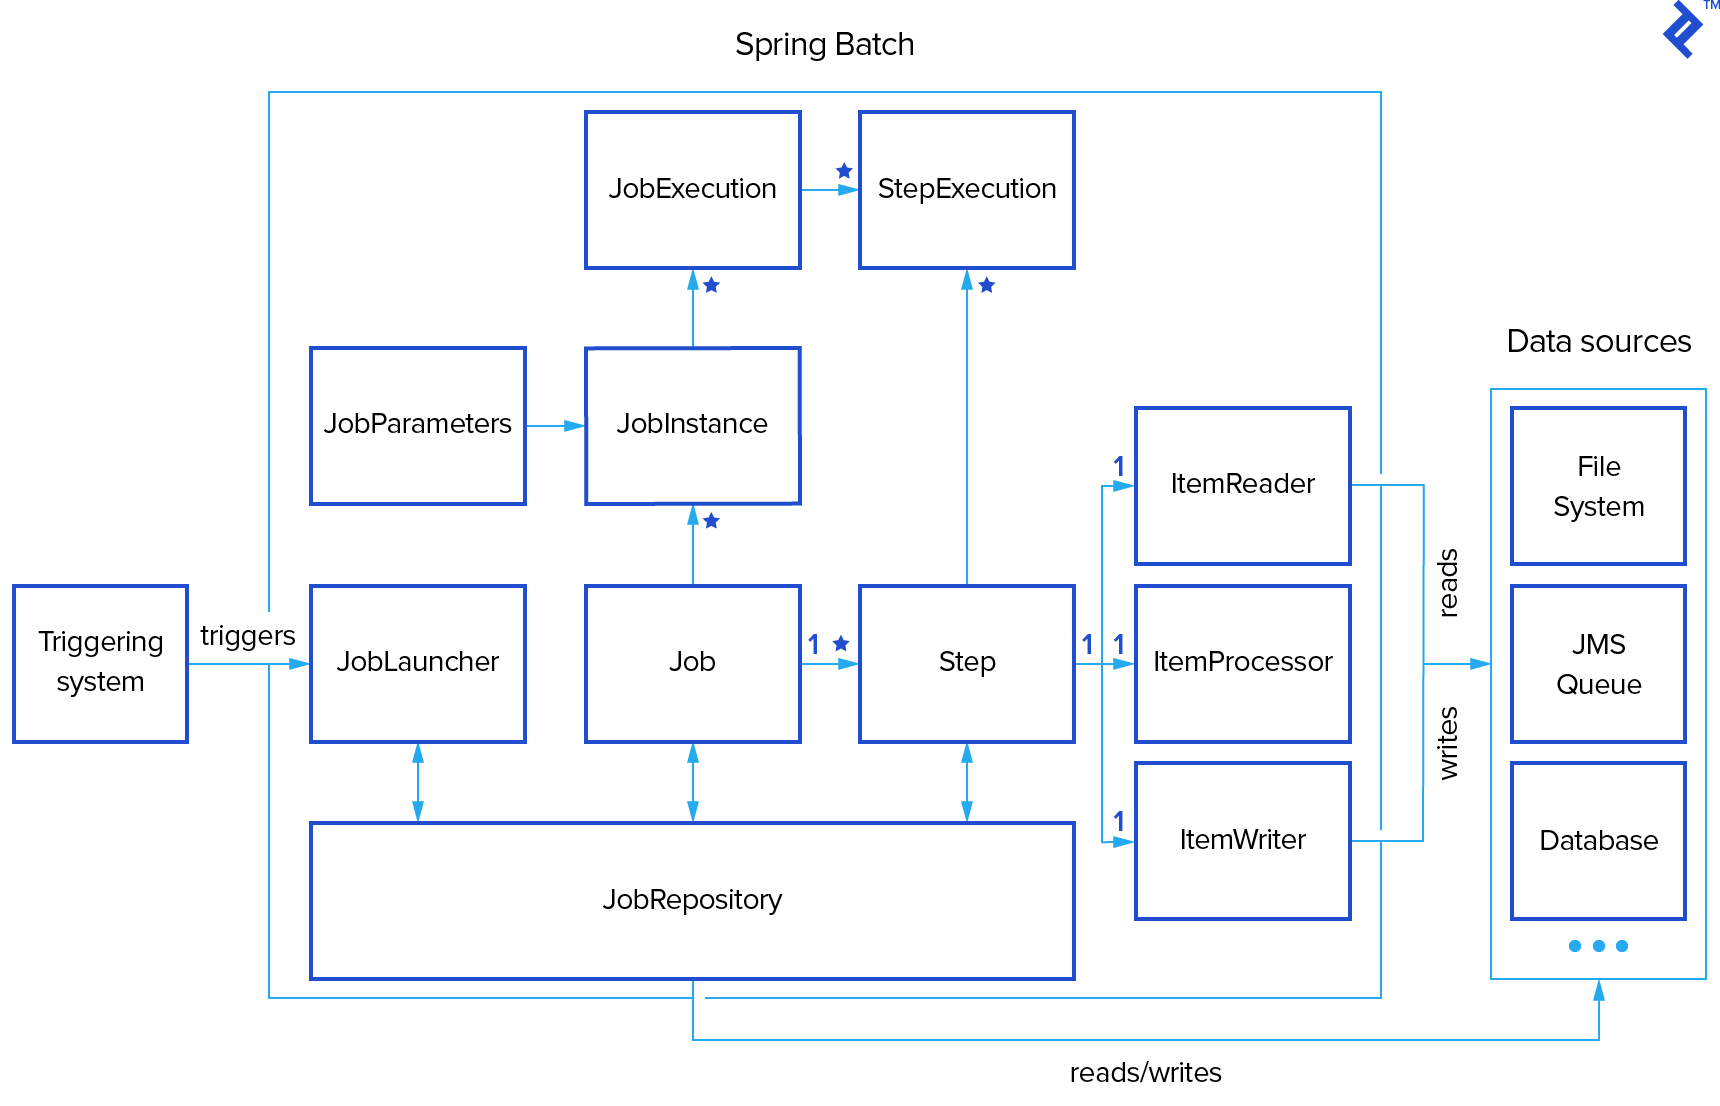 TM
Spring Batch
JobExecution
★
StepExecution
★
★
Data sources
JobParameters
JobInstance
★
1
ItemReader
File
System
reads
Triggering
system
triggers
JobLauncher
Job
1 ★
Step
1 1
ItemProcessor
JMS
Queue
writes
1
ItemWriter
Database
JobRepository
reads/writes